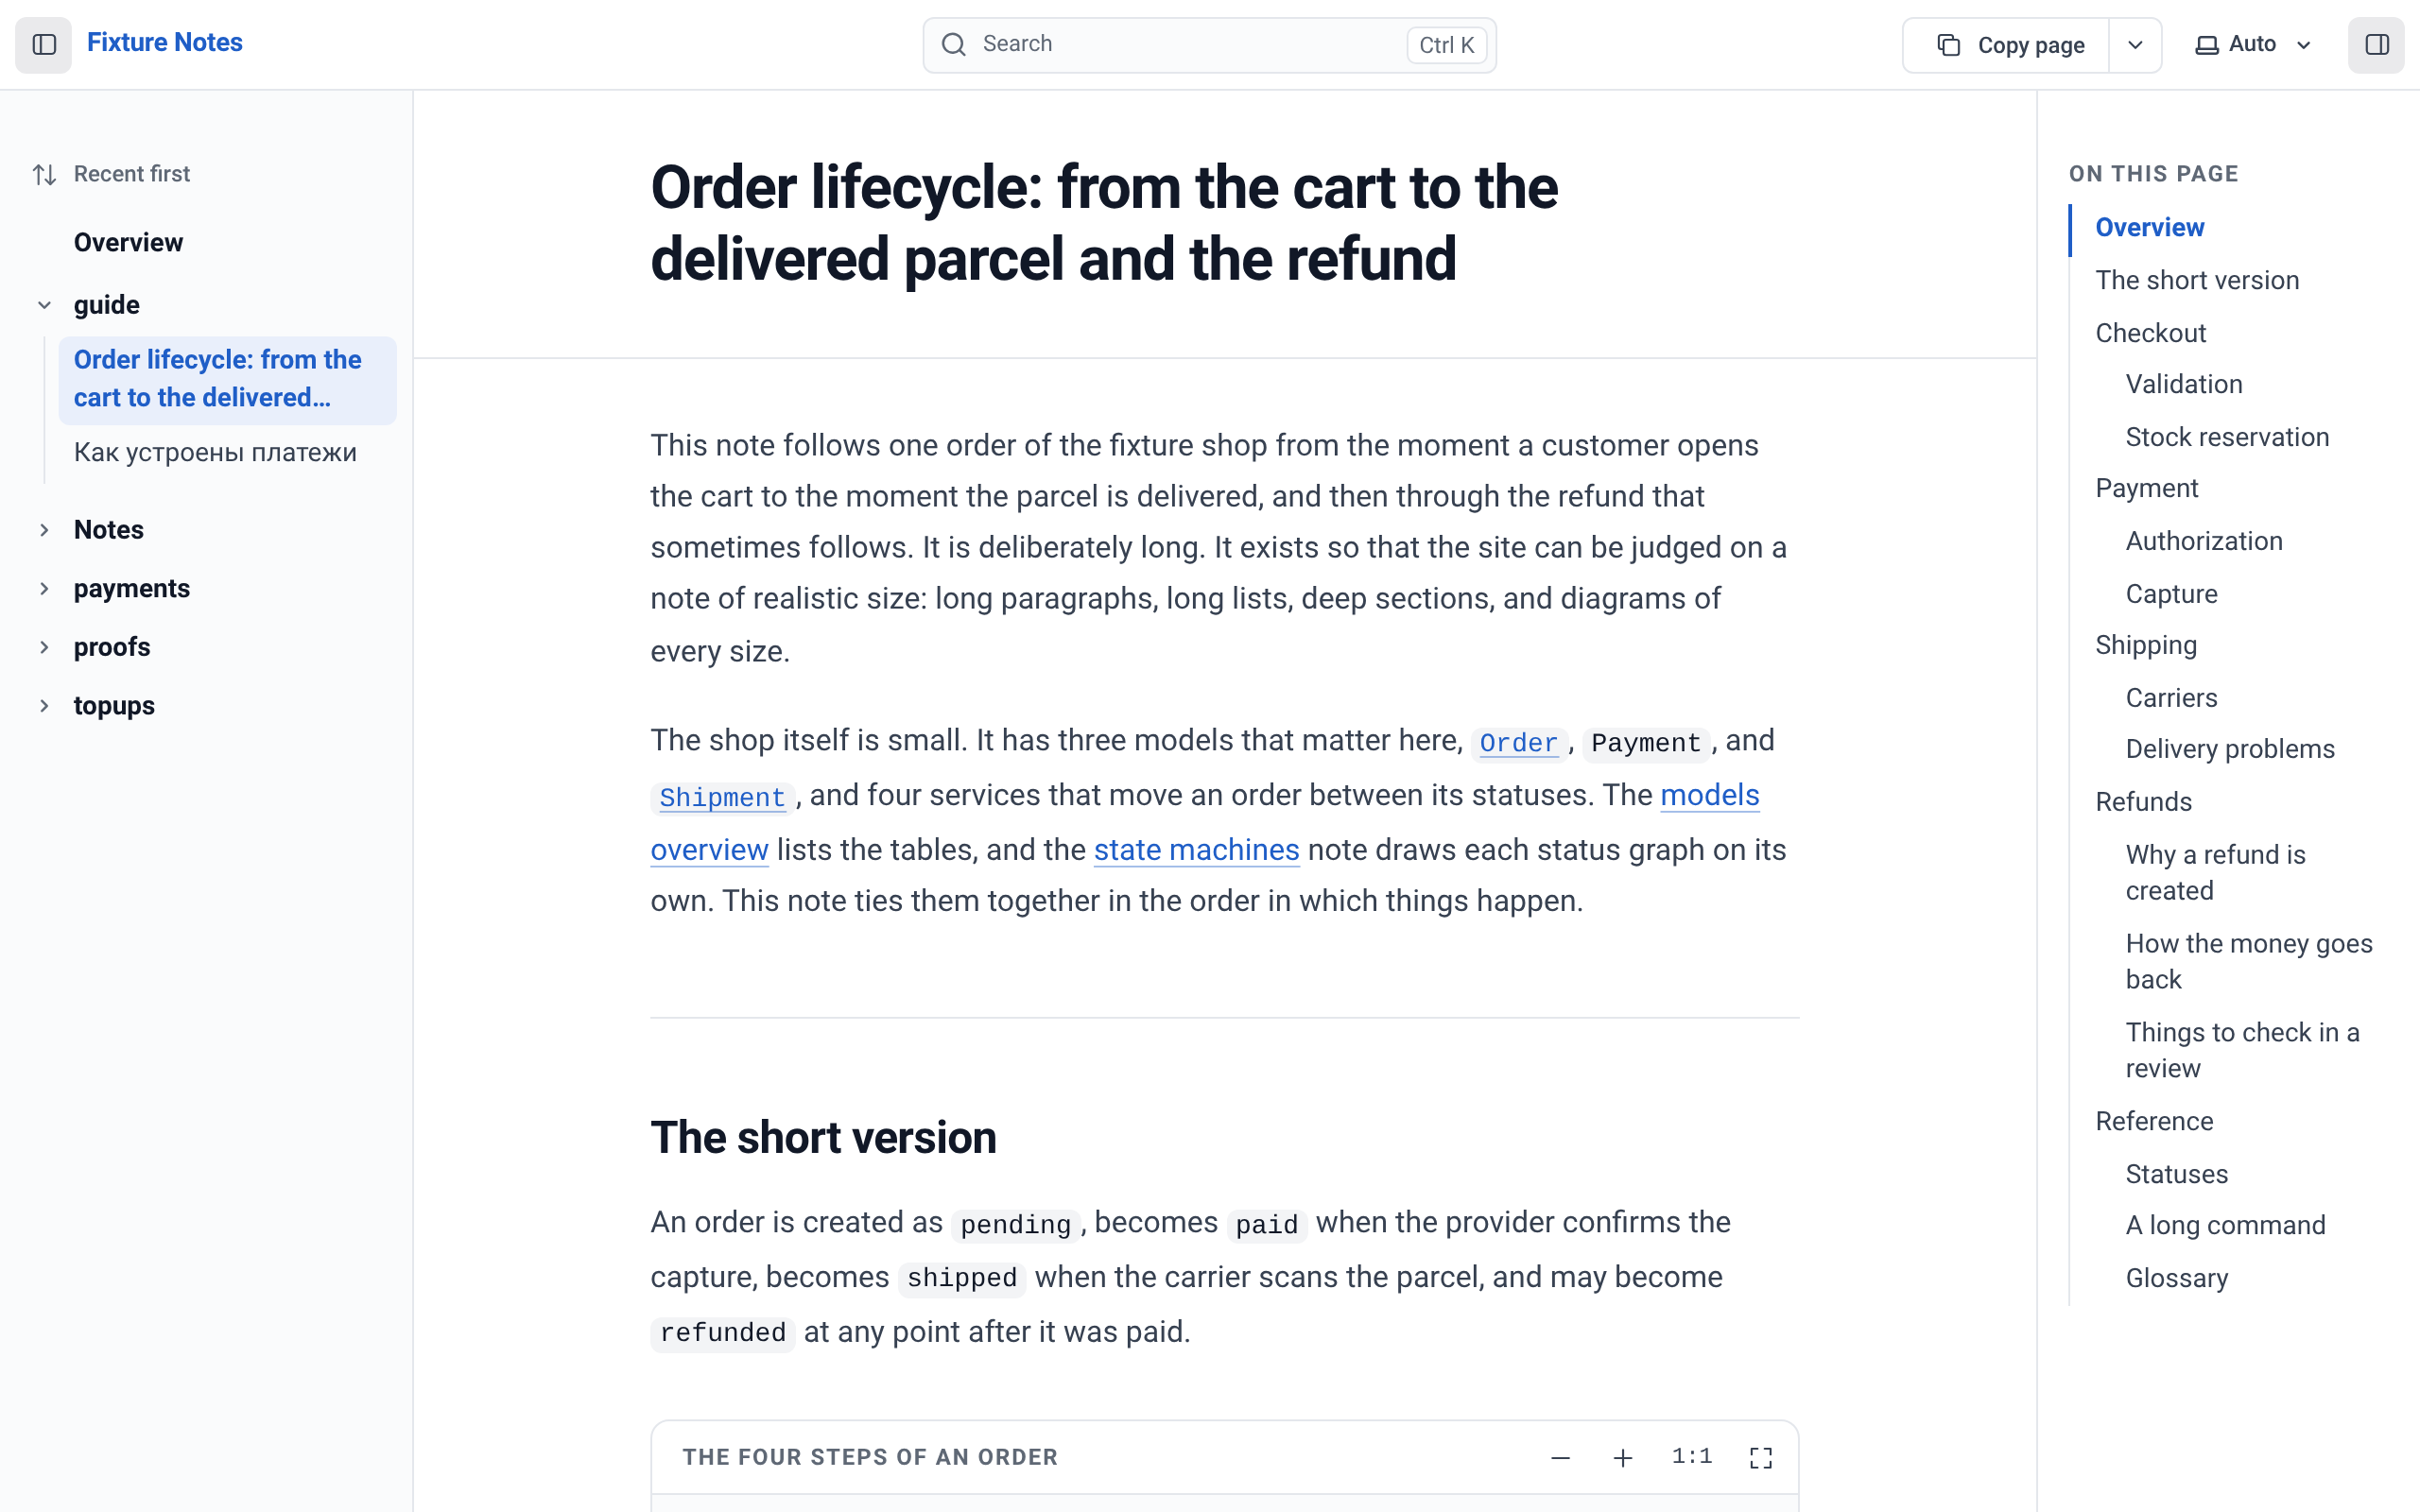 Fixture Notes
Search
Ctrl K
Copy page
Auto
Recent first
Overview
guide
Order lifecycle: from the
cart to the delivered…
Как устроены платежи
Notes
payments
proofs
topups
Order lifecycle: from the cart to the
delivered parcel and the refund
This note follows one order of the fixture shop from the moment a customer opens
the cart to the moment the parcel is delivered, and then through the refund that
sometimes follows. It is deliberately long. It exists so that the site can be judged on a
note of realistic size: long paragraphs, long lists, deep sections, and diagrams of
every size.
The shop itself is small. It has three models that matter here, Order, Payment, and
Shipment, and four services that move an order between its statuses. The models
overview lists the tables, and the state machines note draws each status graph on its
own. This note ties them together in the order in which things happen.
The short version
An order is created as pending, becomes paid when the provider confirms the
capture, becomes shipped when the carrier scans the parcel, and may become
refunded at any point after it was paid.
THE FOUR STEPS OF AN ORDER
1:1
ON THIS PAGE
Overview
The short version
Checkout
Validation
Stock reservation
Payment
Authorization
Capture
Shipping
Carriers
Delivery problems
Refunds
Why a refund is
created
How the money goes
back
Things to check in a
review
Reference
Statuses
A long command
Glossary